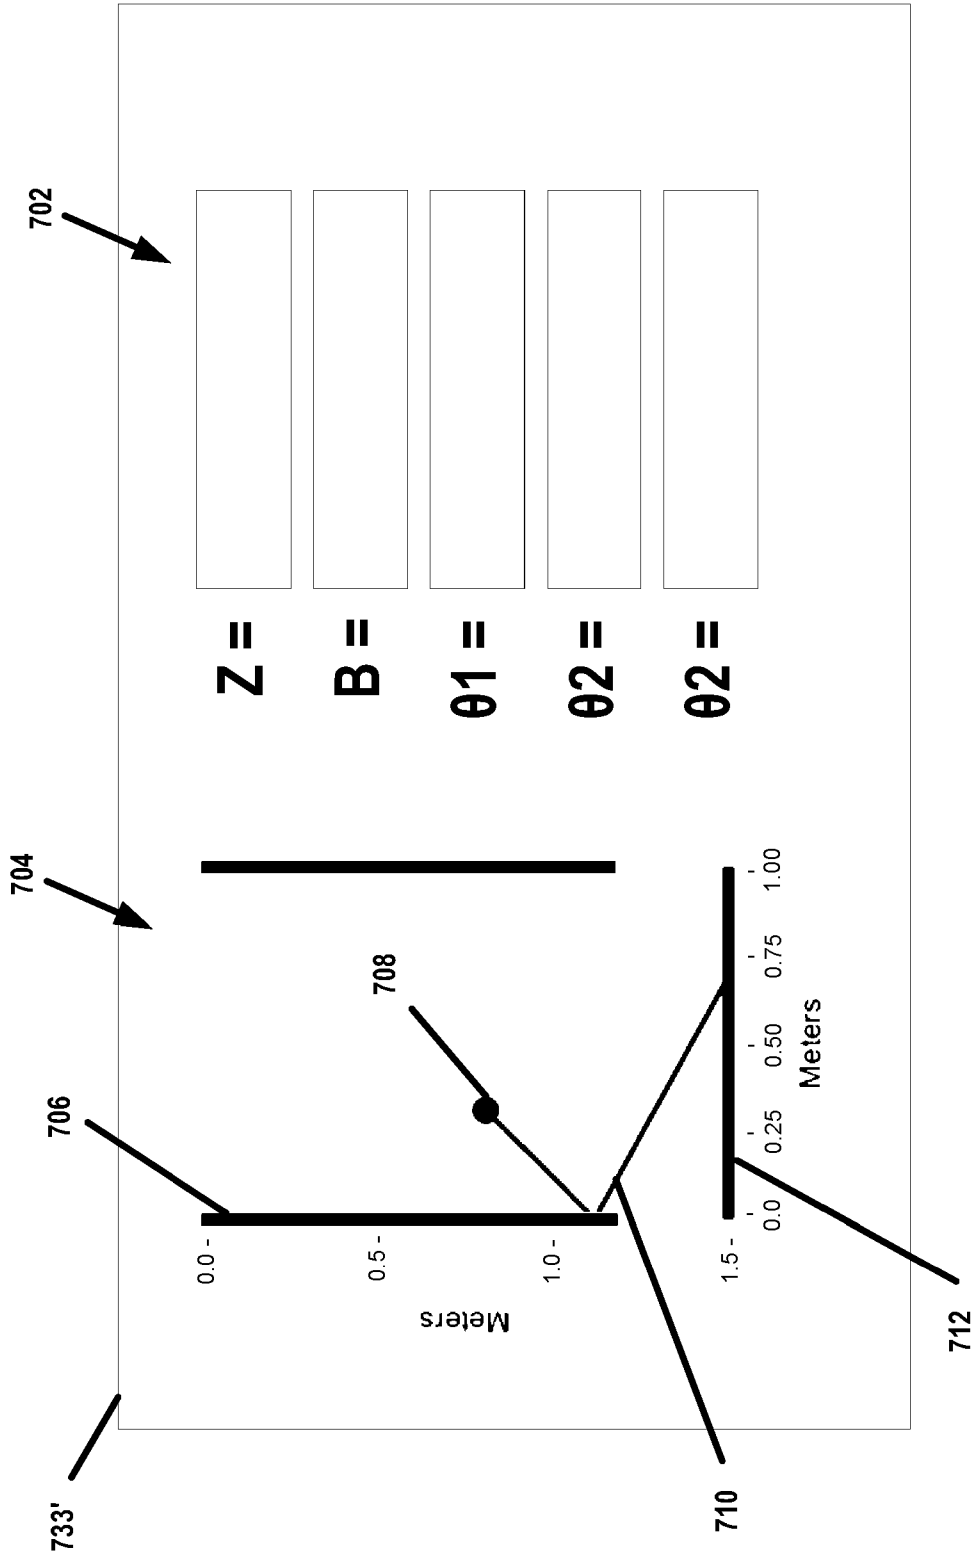 733'
706
704
702
Meters
0.0 -
0.5 -
1.0 -
1.5 -
708
0.0 0.25 0.50 0.75 1.00
Meters
Z =
B =
θ1 =
θ2 =
θ2 =
710
712